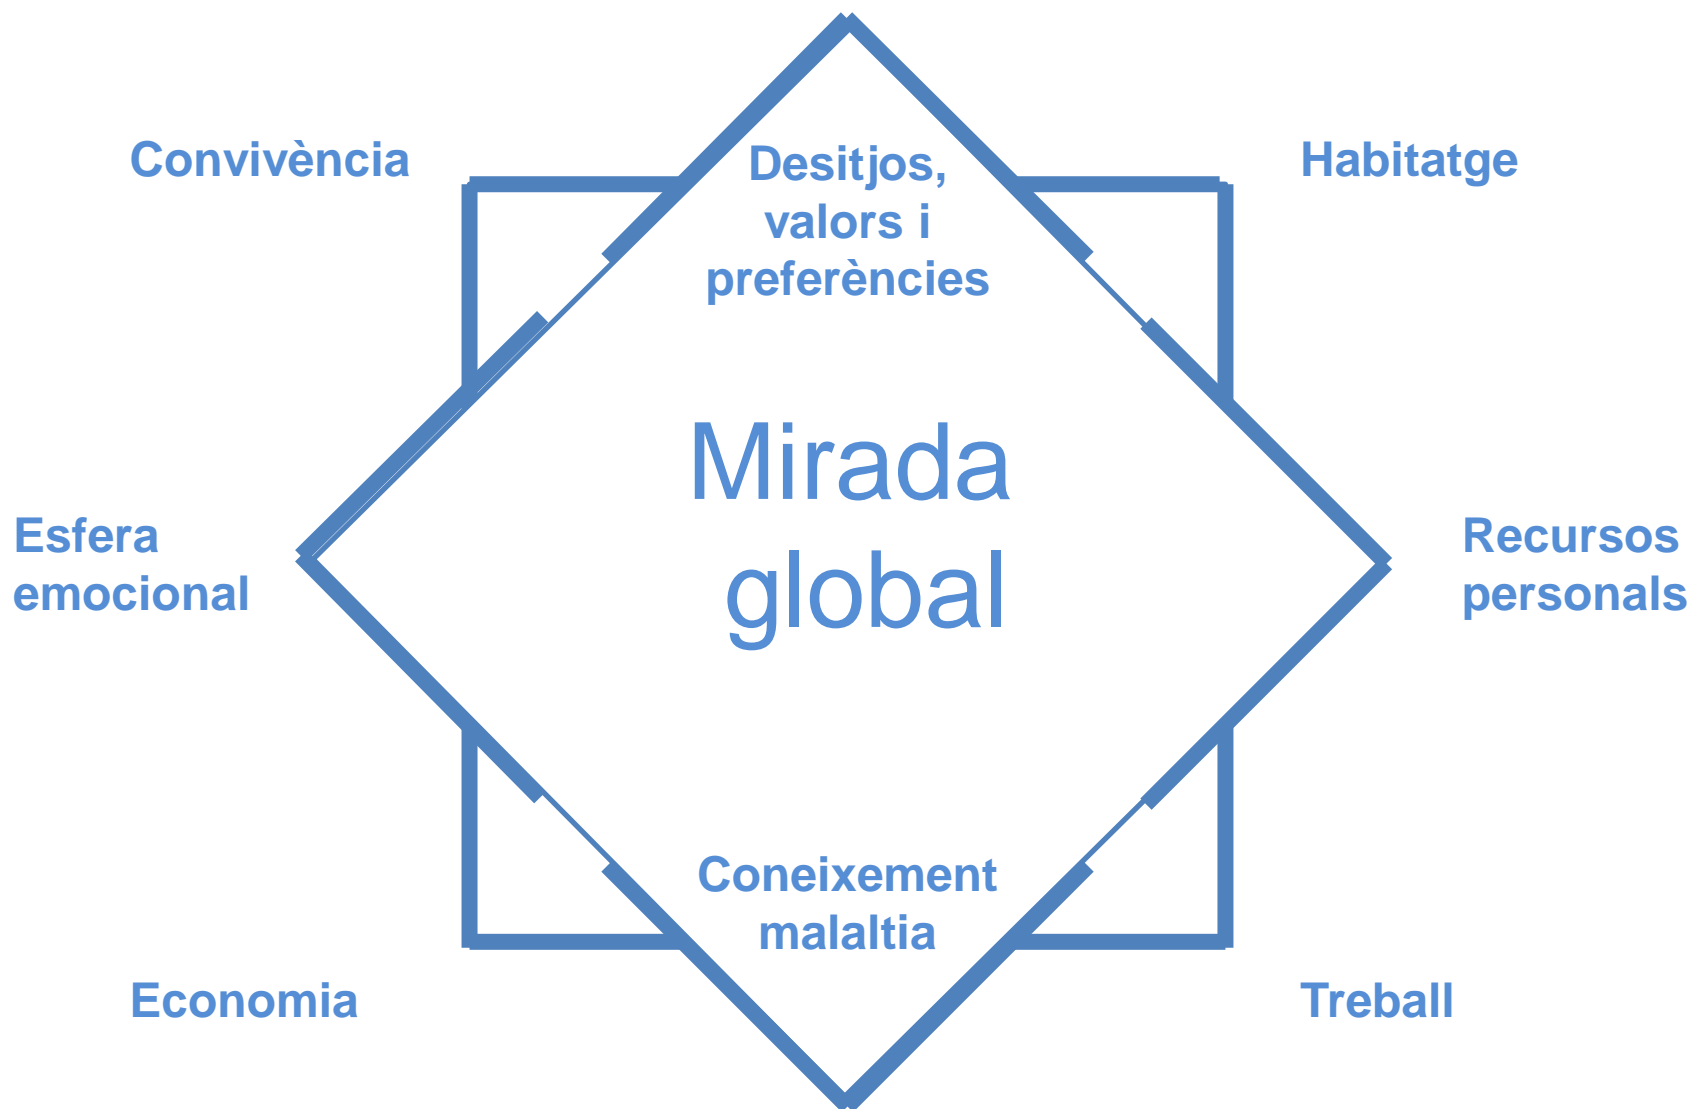 Convivència
Habitatge
Desitjos,
valors i
preferències
Mirada
global
Esfera
emocional
Recursos
personals
Coneixement
malaltia
Economia
Treball